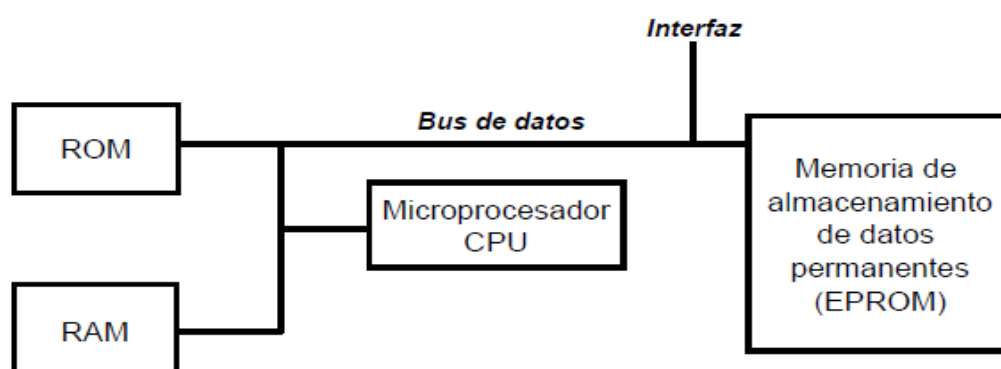 Interfaz
Bus de datos
ROM
Microprocesador
CPU
Memoria de
almacenamiento
de datos
permanentes
(EPROM)
RAM